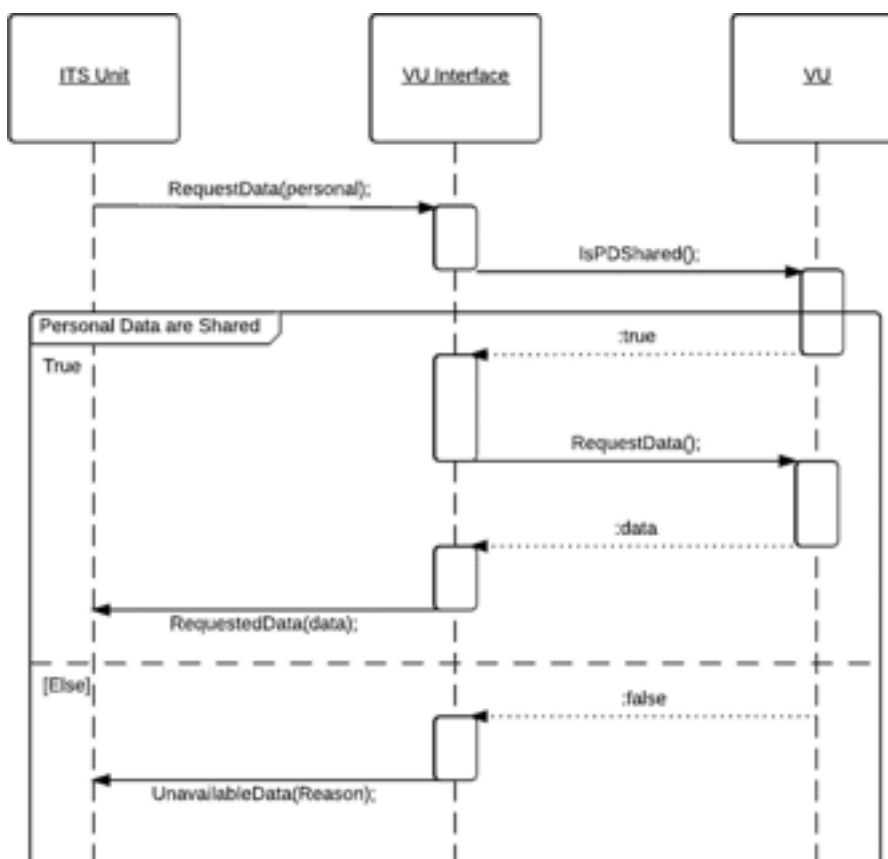 ITS Unit
VU Interface
VU
RequestData(personal);
IsPDShared();
Personal Data are Shared
:true
True
RequestData();
:data
RequestedData(data);
[Else]
:false
UnavailableData(Reason);